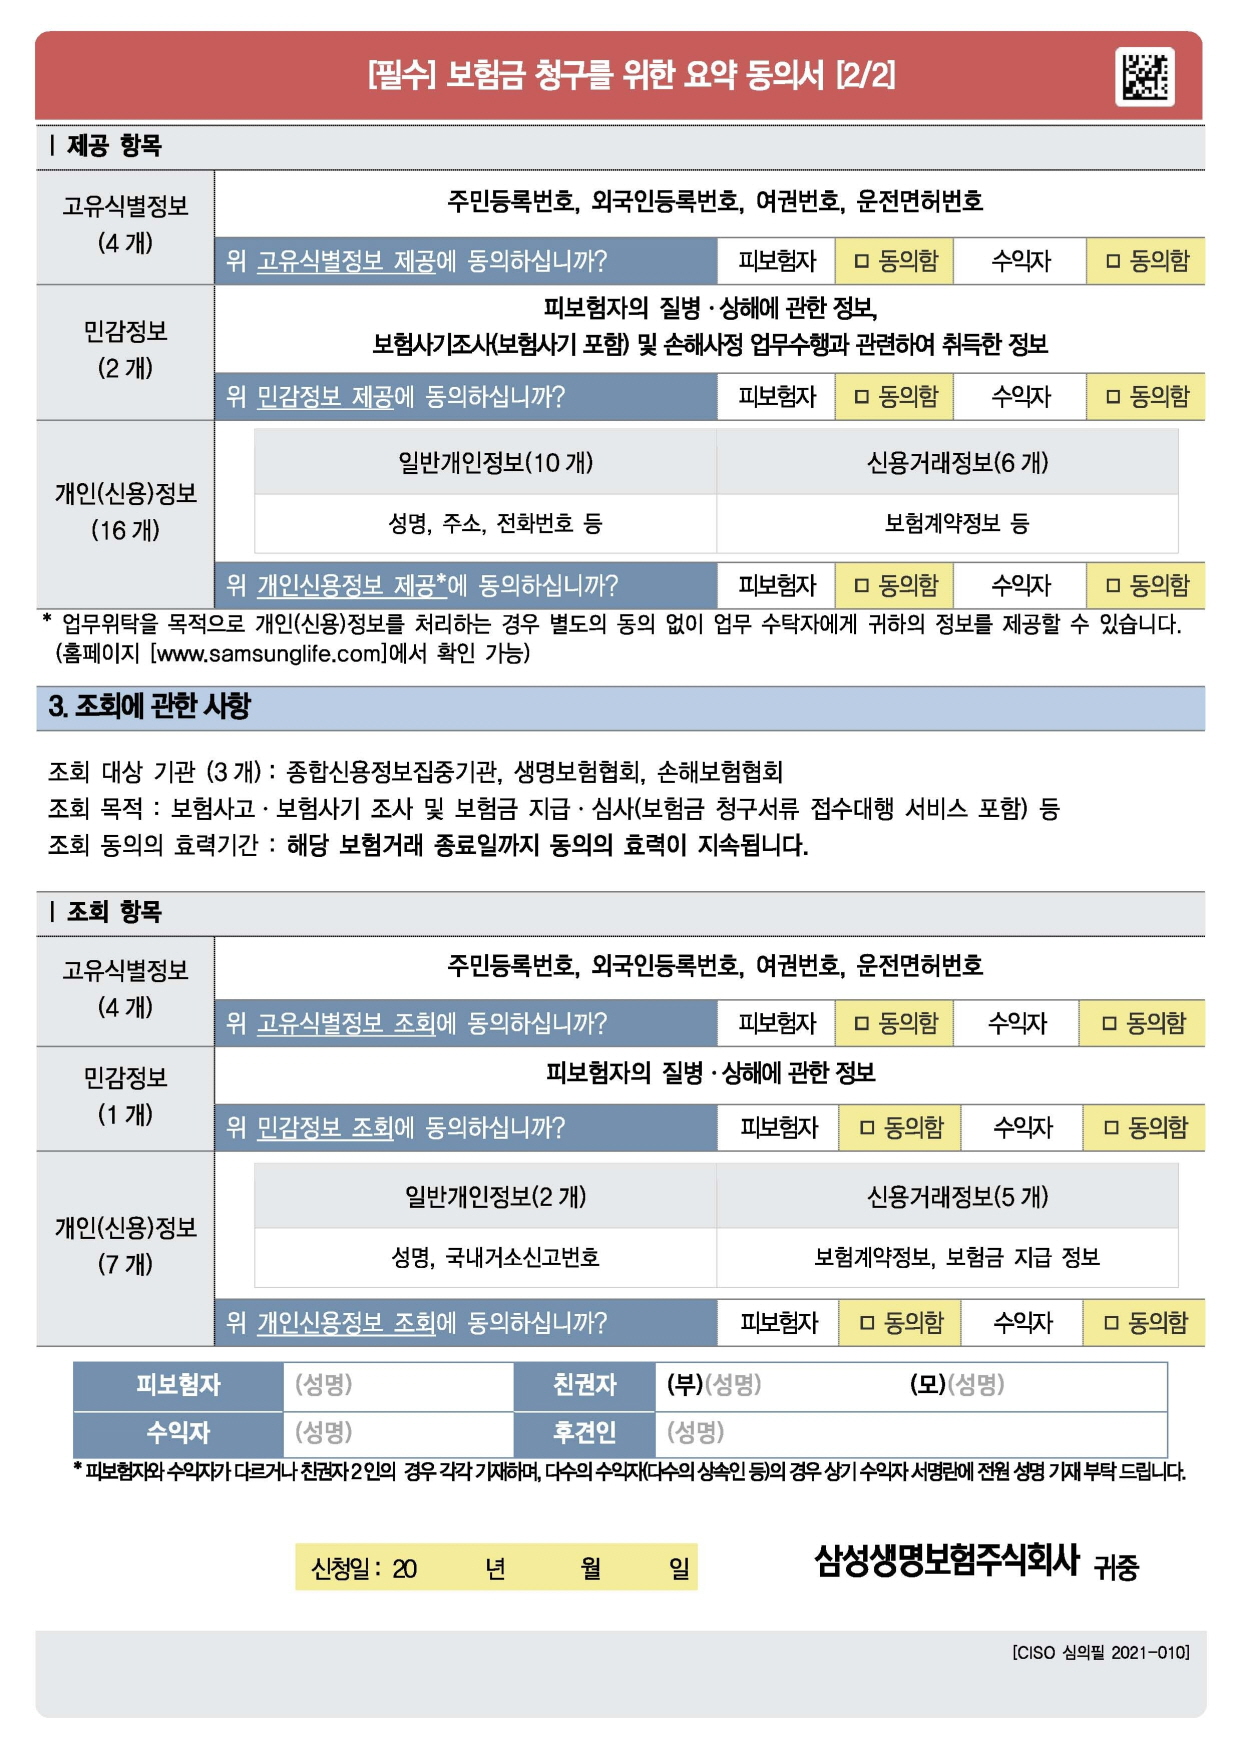 [필수] 보험금 청구를 위한 요약 동의서 [2/2]
| 제공 항목
고유식별정보
(4 개)
주민등록번호, 외국인등록번호, 여권번호, 운전면허번호
위 고유식별정보 제공에 동의하십니까? 피보험자 □ 동의함 수익자 □ 동의함
민감정보
(2 개)
피보험자의 질병·상해에 관한 정보,
보험사기조사(보험사기 포함) 및 손해사정 업무수행과 관련하여 취득한 정보
위 민감정보 제공에 동의하십니까? 피보험자 □ 동의함 수익자 □ 동의함
개인(신용)정보
(16 개)
일반개인정보(10 개) 신용거래정보(6 개)
성명, 주소, 전화번호 등 보험계약정보 등
위 개인신용정보 제공*에 동의하십니까? 피보험자 □ 동의함 수익자 □ 동의함
* 업무위탁을 목적으로 개인(신용)정보를 처리하는 경우 별도의 동의 없이 업무 수탁자에게 귀하의 정보를 제공할 수 있습니다.
(홈페이지 [www.samsunglife.com]에서 확인 가능)
3. 조회에 관한 사항
조회 대상 기관 (3 개) : 종합신용정보집중기관, 생명보험협회, 손해보험협회
조회 목적 : 보험사고·보험사기 조사 및 보험금 지급·심사(보험금 청구서류 접수대행 서비스 포함) 등
조회 동의의 효력기간 : 해당 보험거래 종료일까지 동의의 효력이 지속됩니다.
| 조회 항목
고유식별정보
(4 개)
주민등록번호, 외국인등록번호, 여권번호, 운전면허번호
위 고유식별정보 조회에 동의하십니까? 피보험자 □ 동의함 수익자 □ 동의함
민감정보
(1 개)
피보험자의 질병·상해에 관한 정보
위 민감정보 조회에 동의하십니까? 피보험자 □ 동의함 수익자 □ 동의함
개인(신용)정보
(7 개)
일반개인정보(2 개) 신용거래정보(5 개)
성명, 국내거소신고번호 보험계약정보, 보험금 지급 정보
위 개인신용정보 조회에 동의하십니까? 피보험자 □ 동의함 수익자 □ 동의함
피보험자 (성명) 친권자 (부)(성명) (모)(성명)
수익자 (성명) 후견인 (성명)
* 피보험자와 수익자가 다르거나 친권자 2 인의 경우 각각 기재하며, 다수의 수익자(다수의 상속인 등)의 경우 상기 수익자 서명란에 전원 성명 기재 부탁 드립니다.
신청일 : 20 년 월 일
삼성생명보험주식회사 귀중
[CISO 심의필 2021-010]